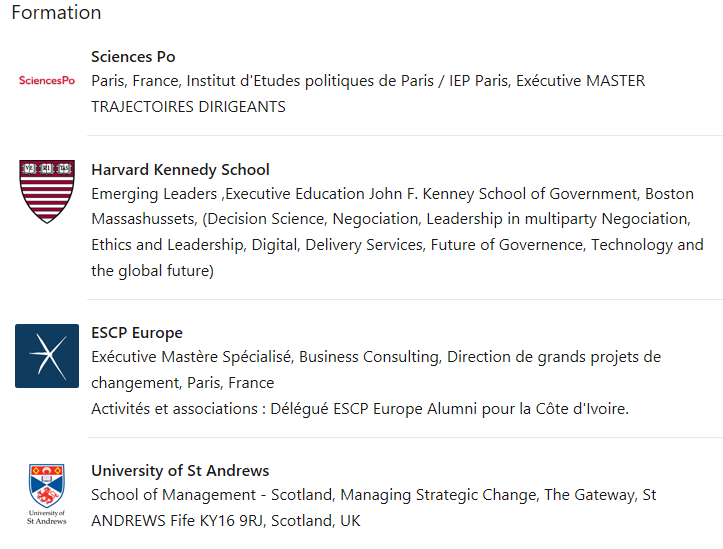 Formation
Sciences Po
SciencesPo
Paris, France, Institut d'Etudes politiques de Paris / IEP Paris, Exécutive MASTER
TRAJECTOIRES DIRIGEANTS
VE RI TAS
Harvard Kennedy School
Emerging Leaders ,Executive Education John F. Kenney School of Government, Boston
Massashussets, (Decision Science, Negociation, Leadership in multiparty Negociation,
Ethics and Leadership, Digital, Delivery Services, Future of Governence, Technology and
the global future)
ESCP Europe
Exécutive Mastère Spécialisé, Business Consulting, Direction de grands projets de
changement, Paris, France
Activités et associations : Délégué ESCP Europe Alumni pour la Côte d'Ivoire.
University of St Andrews
School of Management - Scotland, Managing Strategic Change, The Gateway, St
ANDREWS Fife KY16 9RJ, Scotland, UK
University of
St Andrews